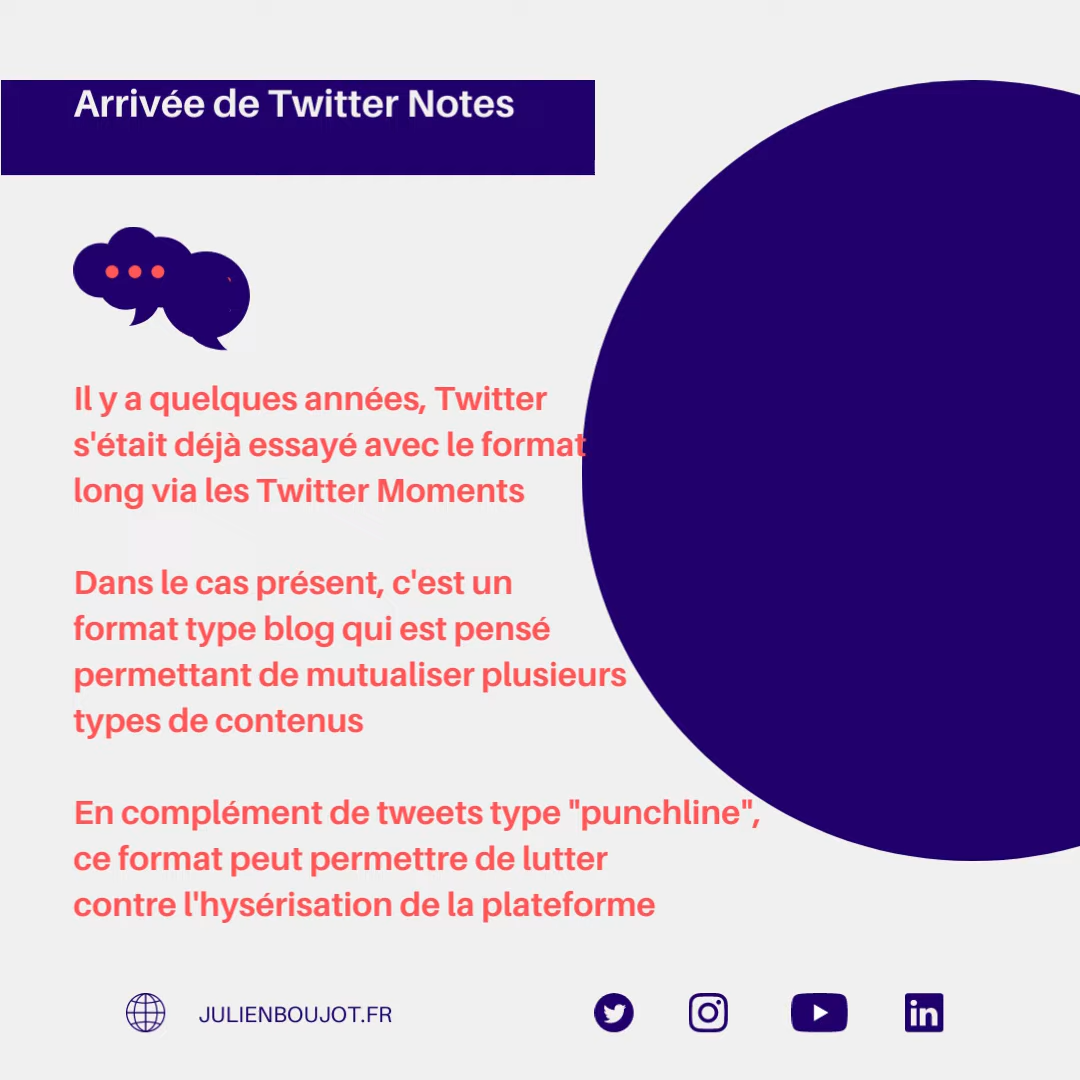 Arrivée de Twitter Notes
Il y a quelques années, Twitter
s'était déjà essayé avec le format
long via les Twitter Moments
Dans le cas présent, c'est un
format type blog qui est pensé
permettant de mutualiser plusieurs
types de contenus
En complément de tweets type "punchline",
ce format peut permettre de lutter
contre l'hysérisation de la plateforme
JULIENBOUJOT.FR
in